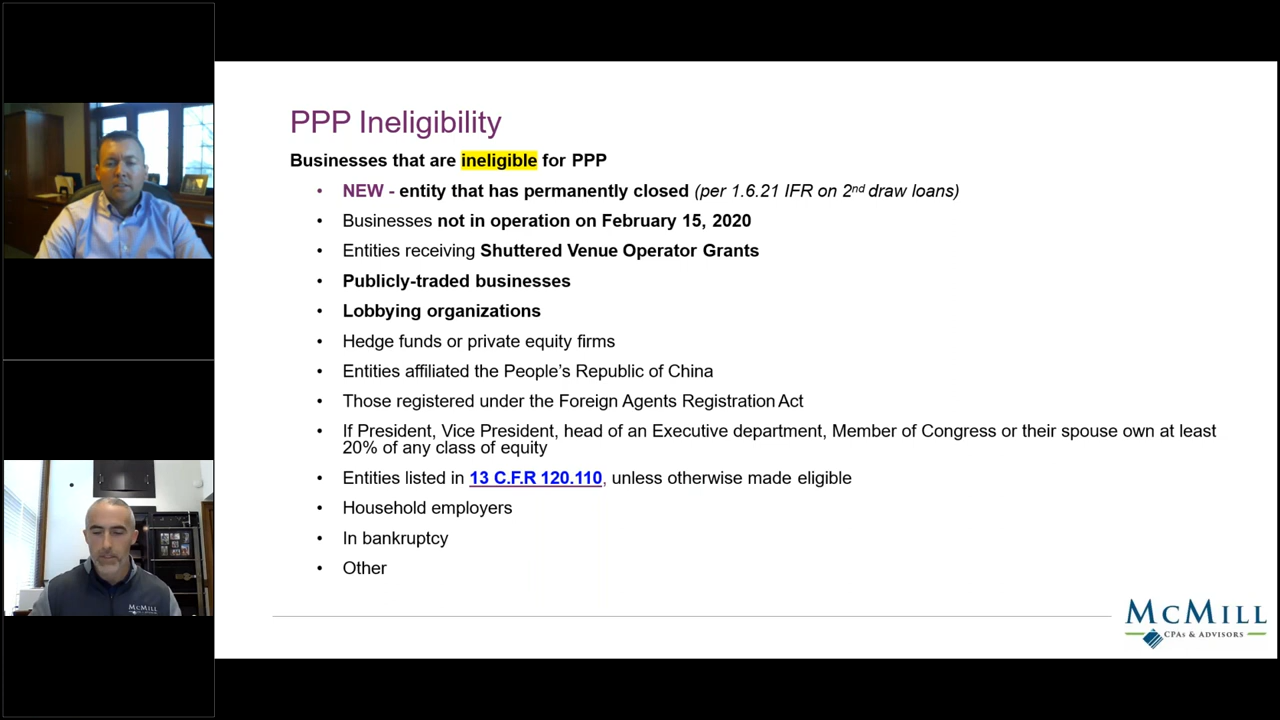 PPP Ineligibility
Businesses that are ineligible for PPP
• NEW - entity that has permanently closed (per 1.6.21 IFR on 2nd draw loans)
• Businesses not in operation on February 15, 2020
• Entities receiving Shuttered Venue Operator Grants
• Publicly-traded businesses
• Lobbying organizations
• Hedge funds or private equity firms
• Entities affiliated the People's Republic of China
• Those registered under the Foreign Agents Registration Act
• If President, Vice President, head of an Executive department, Member of Congress or their spouse own at least
20% of any class of equity
• Entities listed in 13 C.F.R 120.110, unless otherwise made eligible
• Household employers
• In bankruptcy
• Other
MCMILL
CPAS & ADVISORS
MCMILL